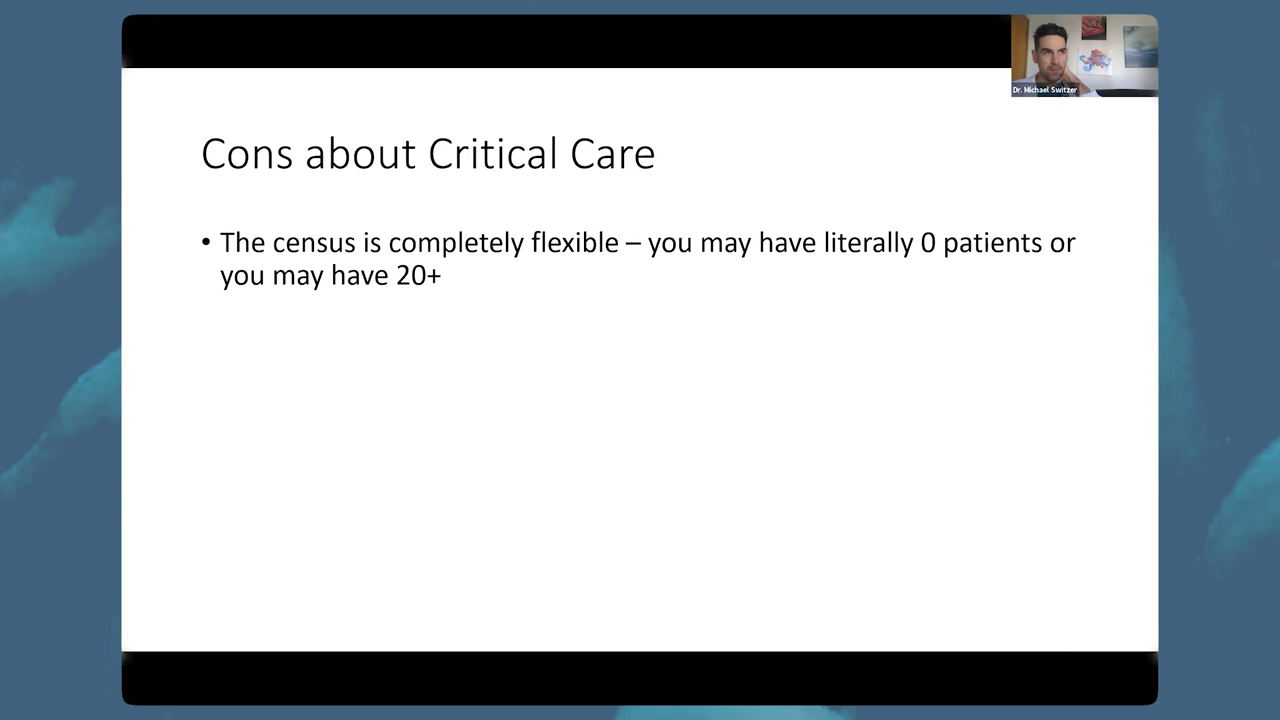 Dr. Michael Switzer
Cons about Critical Care
• The census is completely flexible – you may have literally 0 patients or
you may have 20+